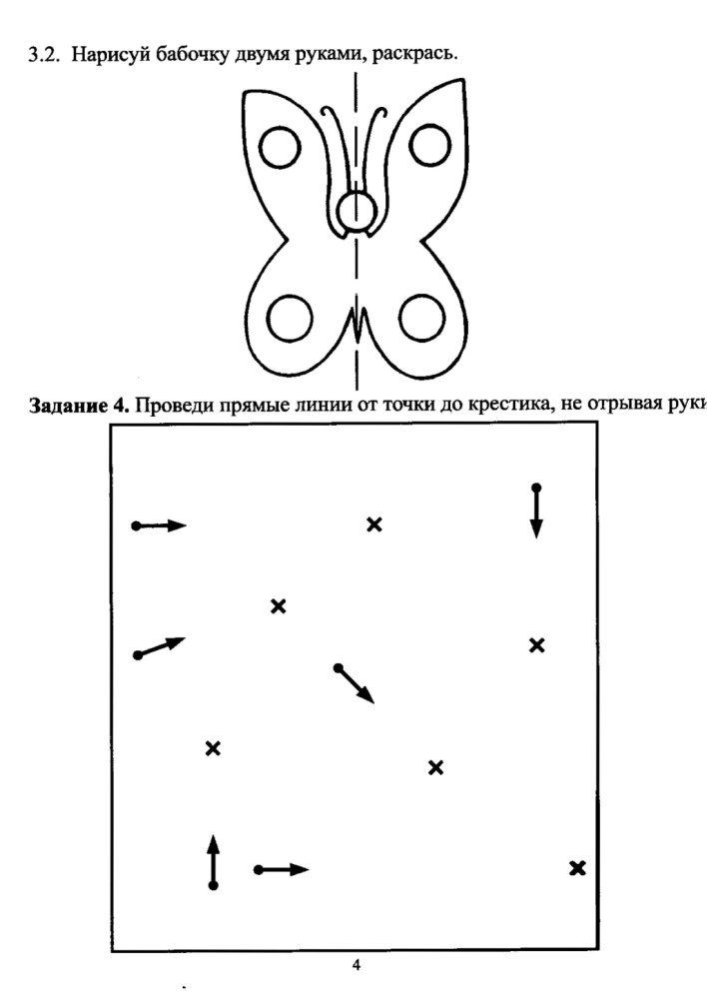 3.2. Нарисуй бабочку двумя руками, раскрась.
Задание 4. Проведи прямые линии от точки до крестика, не отрывая руки
4